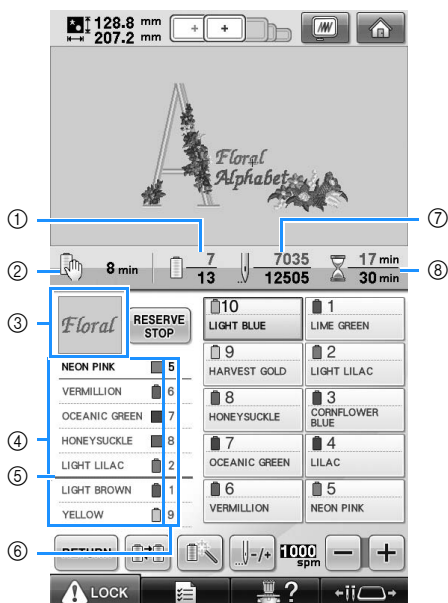 128.8 mm
207.2 mm
Floral
Alphabet
①
⑦
②
8 min
7
13
7035
12505
17 min
30 min
⑧
③
Floral
RESERVE
STOP
10
LIGHT BLUE
1
LIME GREEN
NEON PINK 5
9
HARVEST GOLD
2
LIGHT LILAC
VERMILLION 6
④
OCEANIC GREEN 7
8
HONEYSUCKLE
3
CORNFLOWER
BLUE
HONEYSUCKLE 8
LIGHT LILAC 2
7
OCEANIC GREEN
4
LILAC
⑤
LIGHT BROWN 1
YELLOW 9
6
VERMILLION
5
NEON PINK
⑥
RETURN
-/+
1000
spm
−
+
LOCK
?